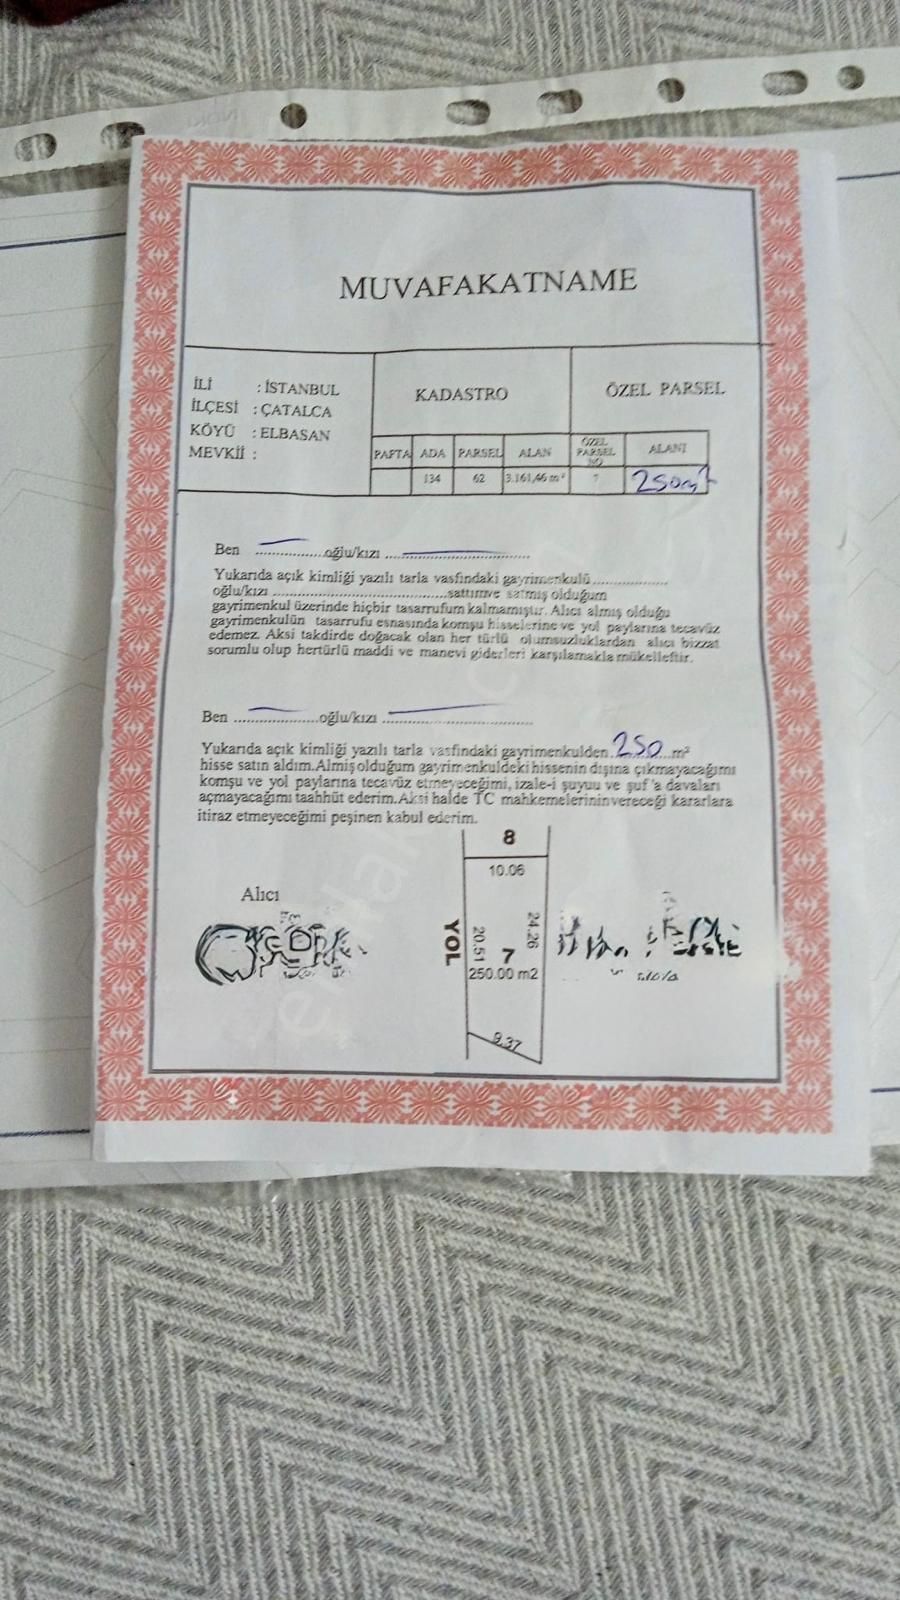 MUVAFAKATNAME
İLİ : İSTANBUL
İLÇESİ : ÇATALCA
KÖYÜ : ELBASAN
MEVKİİ :
KADASTRO
ÖZEL PARSEL
PAFTA ADA PARSEL ALAN ÖZEL PARSEL NO ALANI
134 62 3.161,46 m² 7 250m²
Ben ................oğlu/kızı ..............................
Yukarıda açık kimliği yazılı tarla vasfındaki gayrimenkulü..................
oğlu/kızı ..........................................sattımve satmış olduğum
gayrimenkul üzerinde hiçbir tasarrufum kalmamıştır. Alıcı almış olduğu
gayrimenkulün tasarrufu esnasında komşu hisselerine ve yol paylarına tecavüz
edemez. Aksi takdirde doğacak olan her türlü olumsuzluklardan alıcı bizzat
sorumlu olup hertürlü maddi ve manevi giderleri karşılamakla mükelleftir.
Ben ....................oğlu/kızı ..................................
Yukarıda açık kimliği yazılı tarla vasfındaki gayrimenkulden 250 m²
hisse satın aldım.Almiş olduğum gayrimenkuldeki hissenin dışına çıkmayacağımı
komşu ve yol paylarına tecavüz etmeyeceğimi, izale-i şuyuu ve şuf'a davaları
açmayacağımı taahhüt ederim.Aksi halde TC mahkemelerininvereceği kararlara
itiraz etmeyeceğimi peşinen kabul ederim.
Alıcı
8
10.06
YOL
20.51
24.26
7
250.00 m2
9.37